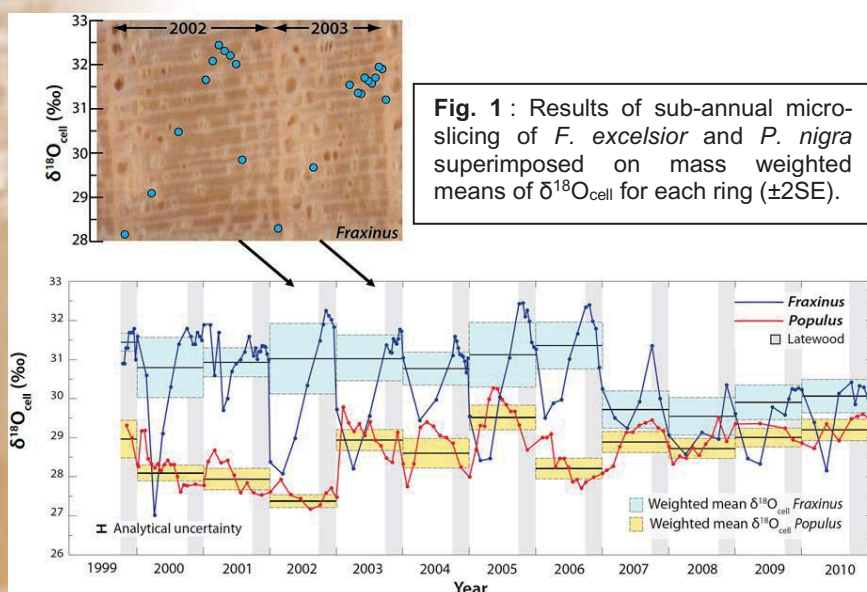 33
32
31
30
29
28
δ18Ocell (‰)
2002
2003
Fraxinus
Fig. 1 : Results of sub-annual micro-
slicing of F. excelsior and P. nigra
superimposed on mass weighted
means of δ18Ocell for each ring (±2SE).
33
32
31
30
29
28
27
26
δ18Ocell (‰)
Fraxinus
Populus
Latewood
Analytical uncertainty
Weighted mean δ18Ocell Fraxinus
Weighted mean δ18Ocell Populus
1999 2000 2001 2002 2003 2004 2005 2006 2007 2008 2009 2010
Year